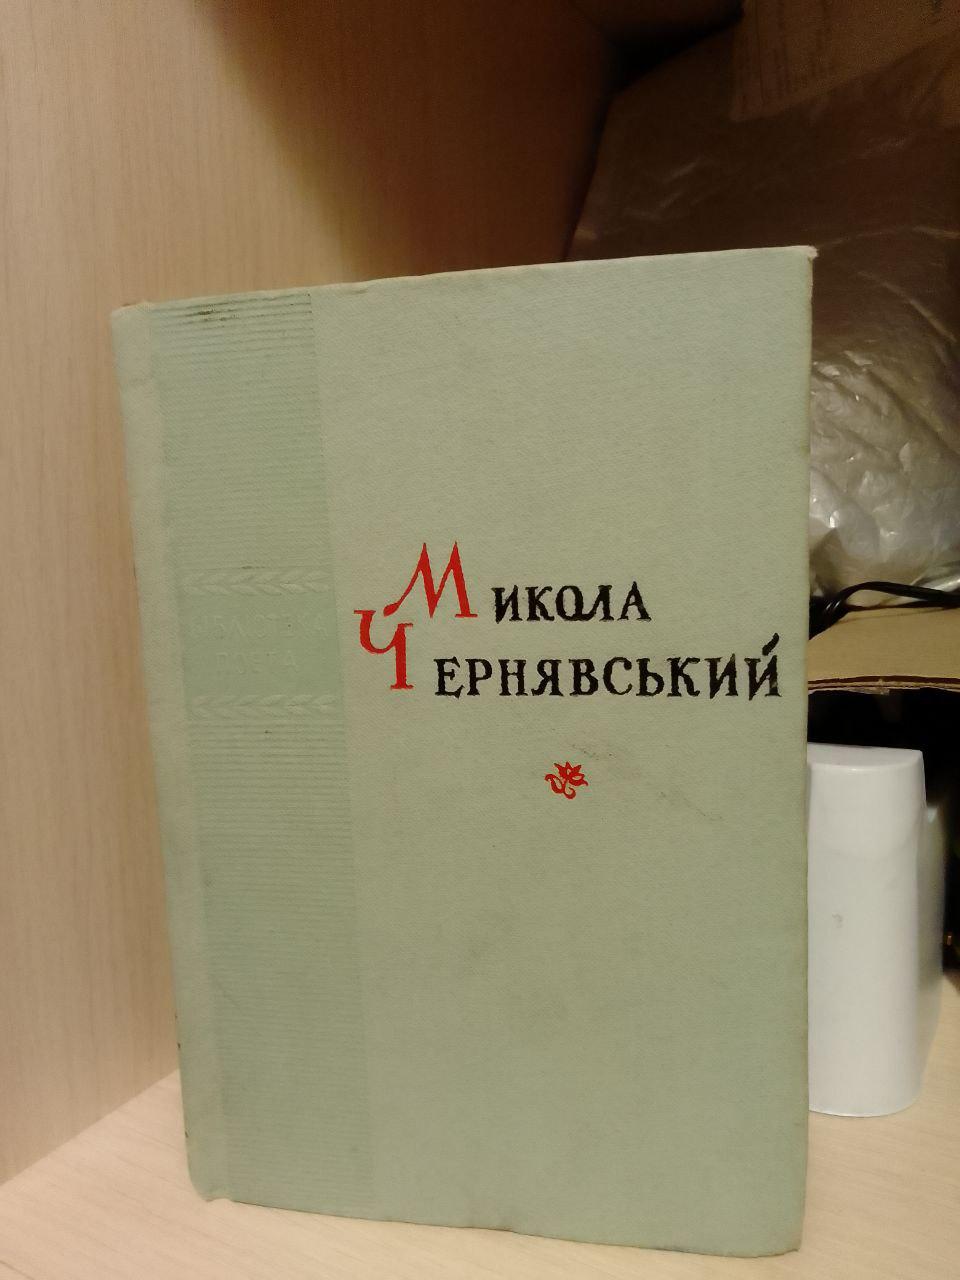 Микола
Чернявський
поета